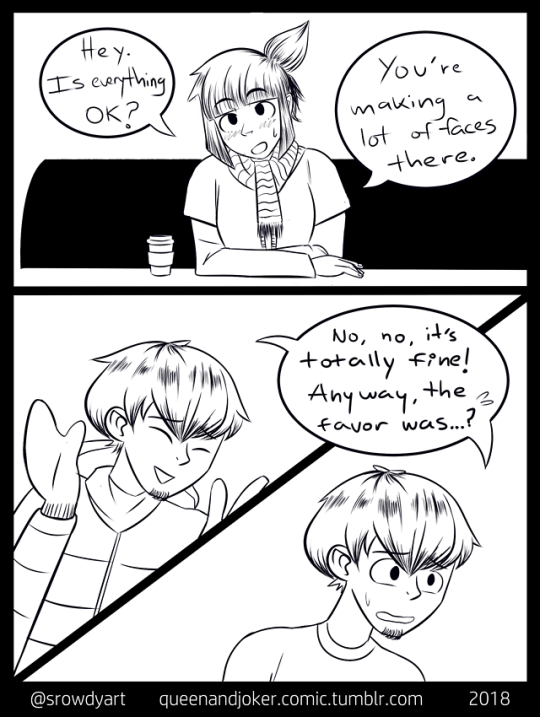 Hey.
Is everything
OK?
You're
making a
lot of faces
there.
No, no, it's
totally fine!
Anyway, the
favor was...?
@srowdyart queenandjoker.comic.tumblr.com 2018